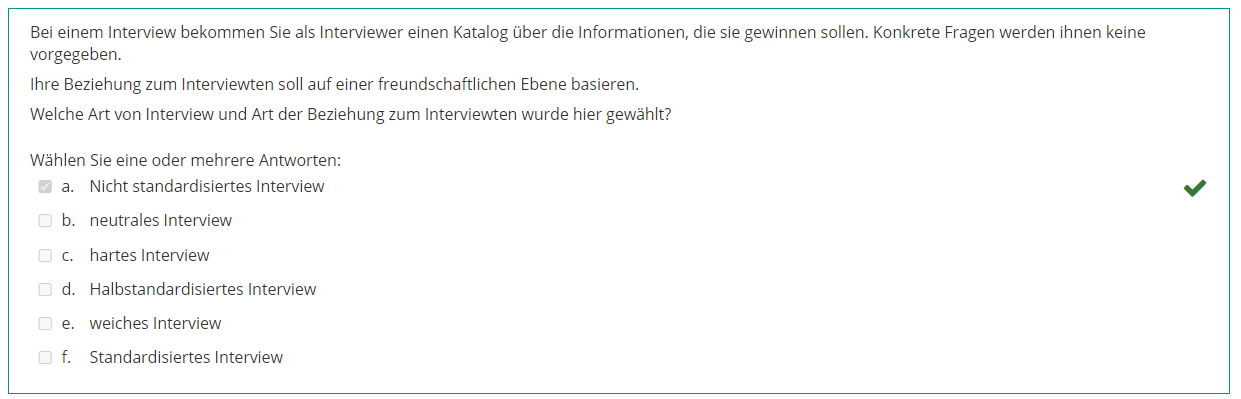 Bei einem Interview bekommen Sie als Interviewer einen Katalog über die Informationen, die sie gewinnen sollen. Konkrete Fragen werden ihnen keine
vorgegeben.
Ihre Beziehung zum Interviewten soll auf einer freundschaftlichen Ebene basieren.
Welche Art von Interview und Art der Beziehung zum Interviewten wurde hier gewählt?
Wählen Sie eine oder mehrere Antworten:
a. Nicht standardisiertes Interview
b. neutrales Interview
c. hartes Interview
d. Halbstandardisiertes Interview
e. weiches Interview
f. Standardisiertes Interview